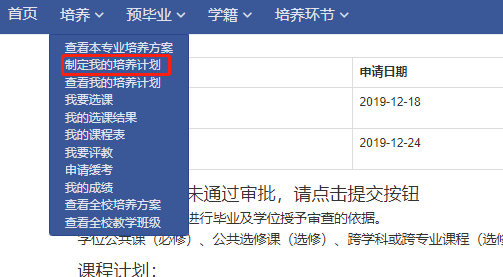 首页 培养 预毕业 学籍 培养环节
查看本专业培养方案
制定我的培养计划
申请日期
查看我的培养计划
我要选课
2019-12-18
我的选课结果
我的课程表
2019-12-24
我要评教
申请缓考
我的成绩
未通过审批，请点击提交按钮
查看全校培养方案
进行毕业及学位授予审查的依据。
查看全校教学班级
学位公共课（必修）、公共选修课（选修）、跨学科或跨专业课程（选修
课程计划：